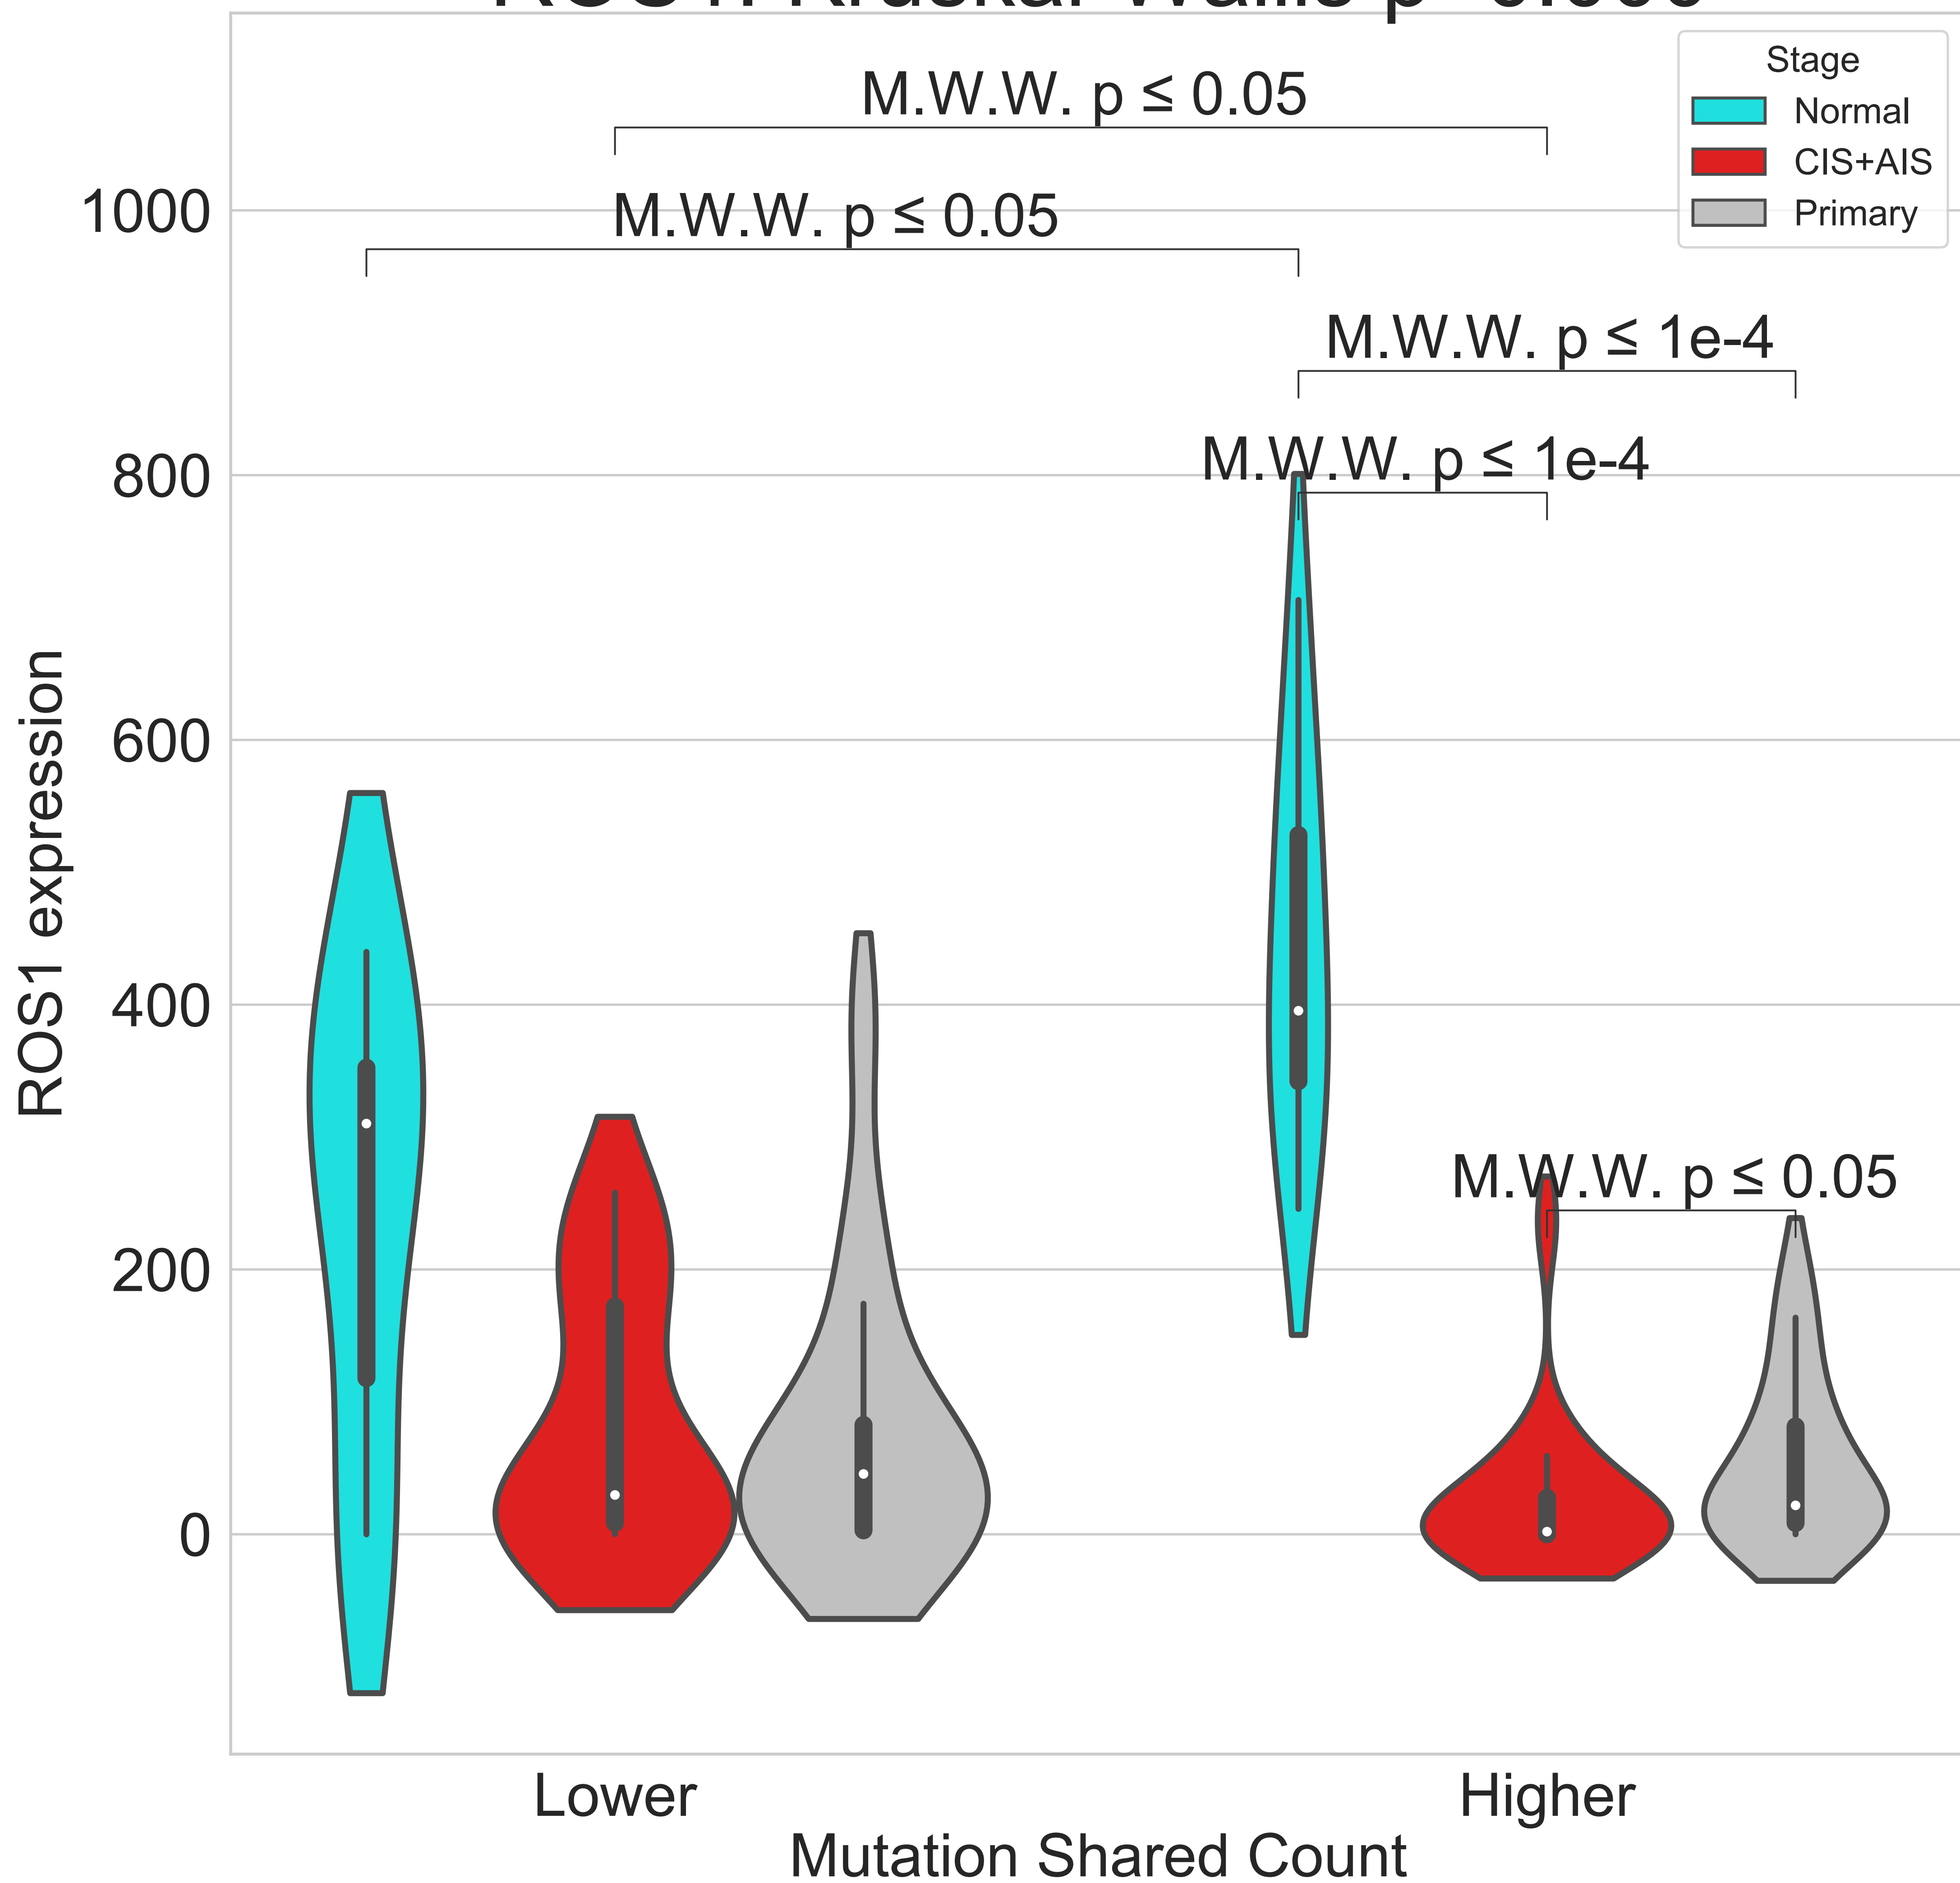 M.W.W. p ≤ 0.05
Stage
Normal
CIS+AIS
Primary
M.W.W. p ≤ 0.05
M.W.W. p ≤ 1e-4
M.W.W. p ≤ 1e-4
M.W.W. p ≤ 0.05
1000
800
600
400
200
0
ROS1 expression
Lower
Higher
Mutation Shared Count